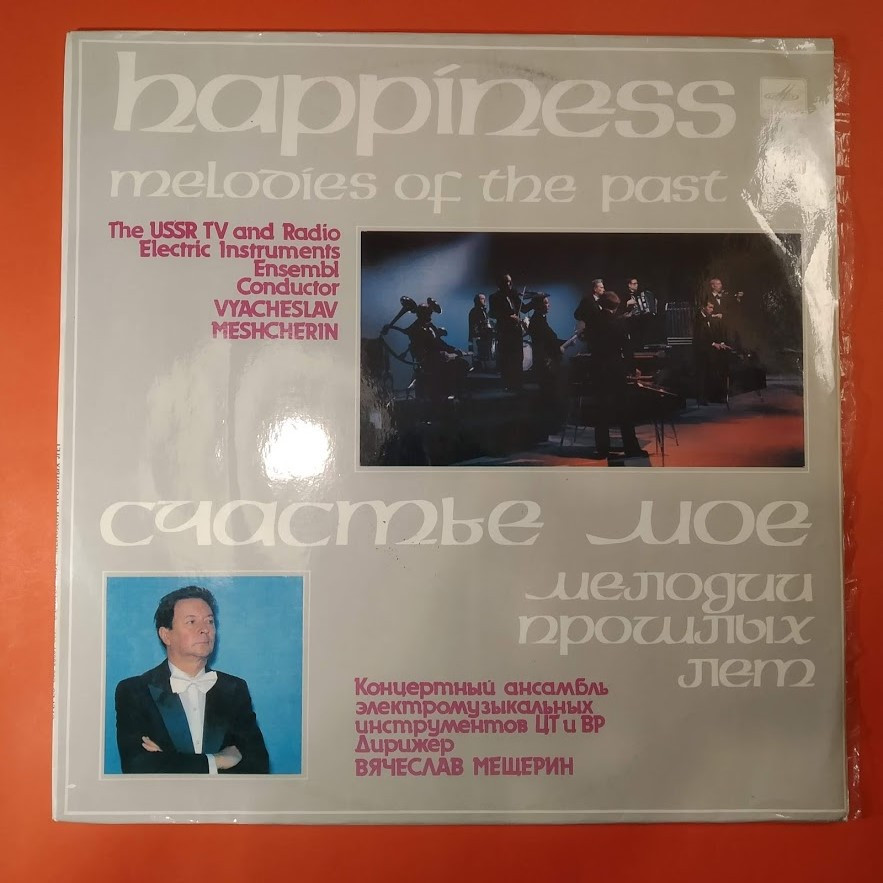 happiness
melodies of the past
The USSR TV and Radio
Electric Instruments
Ensembl
Conductor
VYACHESLAV
MESHCHERIN
счастье мое
мелодии
прошлых
лет
Концертный ансамбль
электромузыкальных
инструментов ЦТ и ВР
Дирижер
ВЯЧЕСЛАВ МЕЩЕРИН